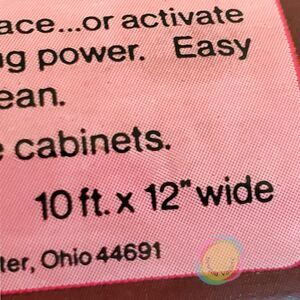 ace...or activate
g power. Easy
ean.
e cabinets.
10 ft. x 12" wide
ter, Ohio 44691